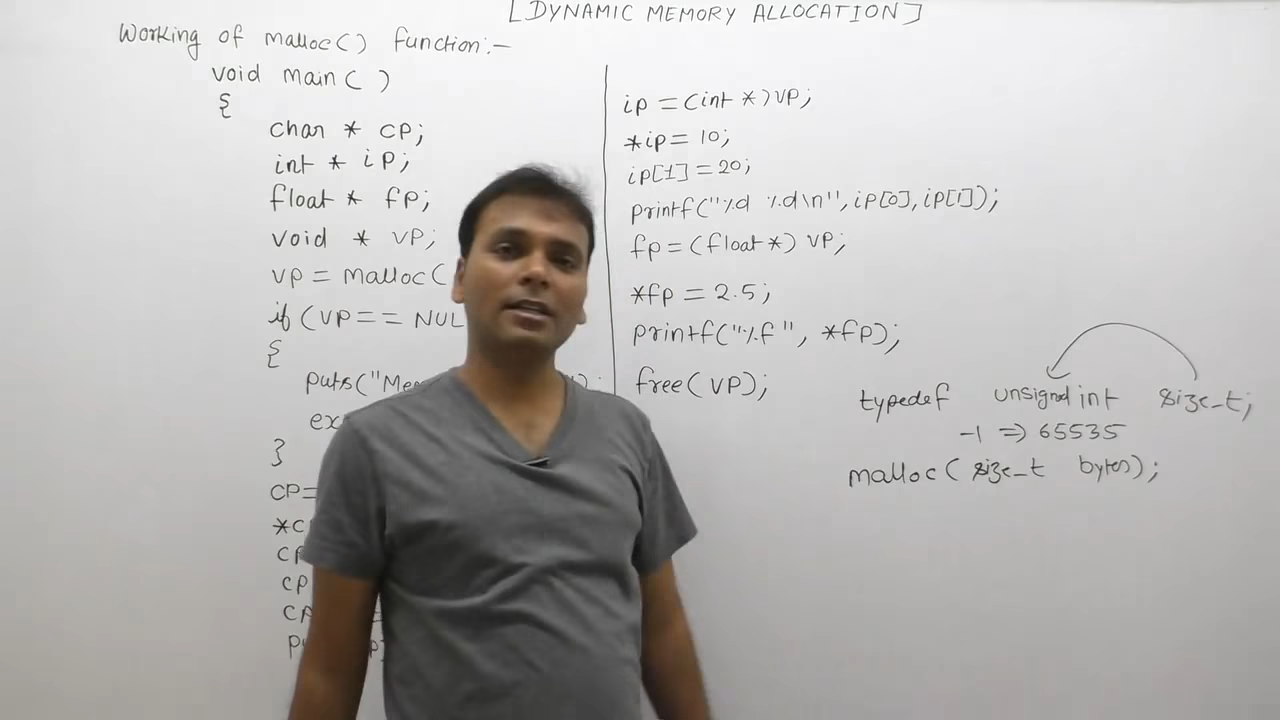 [DYNAMIC MEMORY ALLOCATION]
Working of malloc() function:-
void main( )
{
char * cp;
int * ip;
float * fp;
void * vp;
vp = malloc(
if (vp == NUL
{
puts("Me );
ex
}
cp=
*c
cp
cp
ip = (int *) vp;
*ip = 10;
ip[1] = 20;
printf("%d %d\n", ip[0], ip[1]);
fp = (float*) vp;
*fp = 2.5;
printf("%f", *fp);
free(vp);
typedef unsigned int size_t;
-1 => 65535
malloc( size_t bytes);